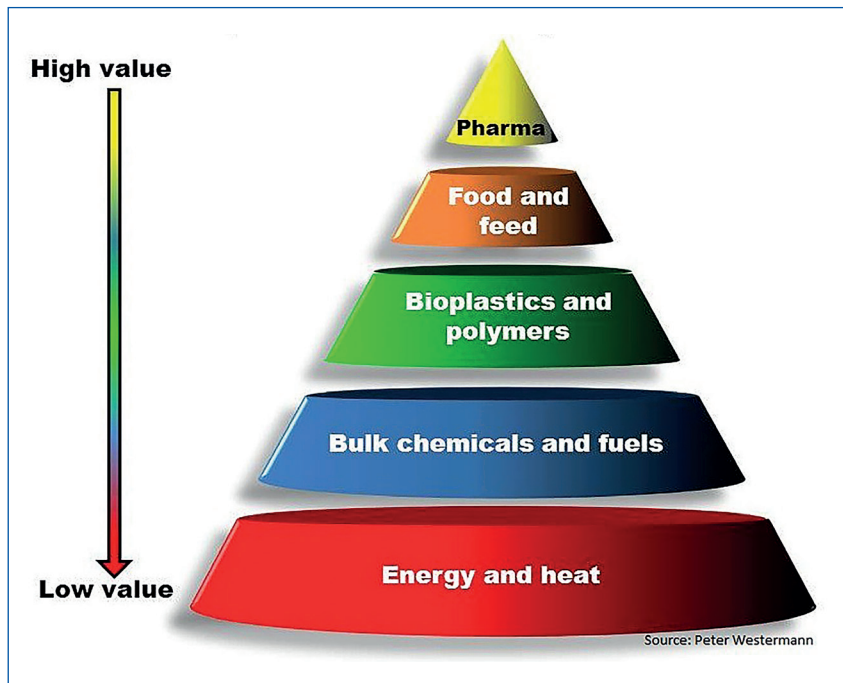 High value
Pharma
Food and
feed
Bioplastics and
polymers
Bulk chemicals and fuels
Energy and heat
Low value
Source: Peter Westermann